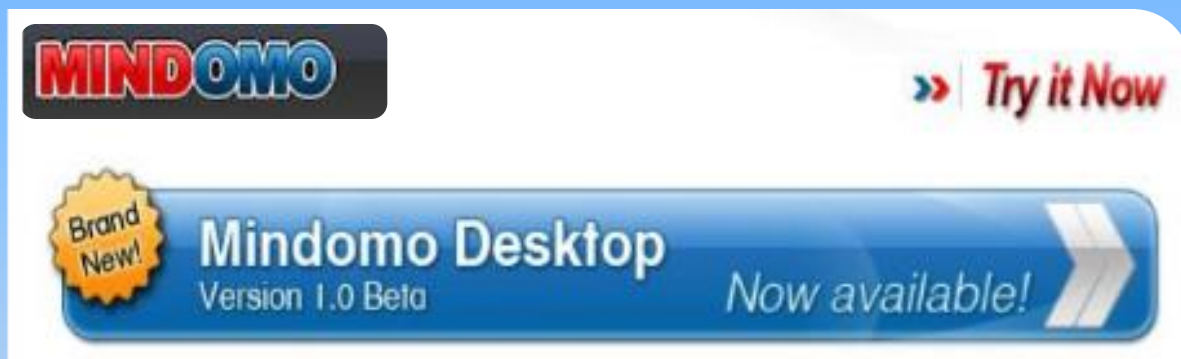 MINDOMO
Try it Now
Brand
New!
Mindomo Desktop
Version 1.0 Beta
Now available!